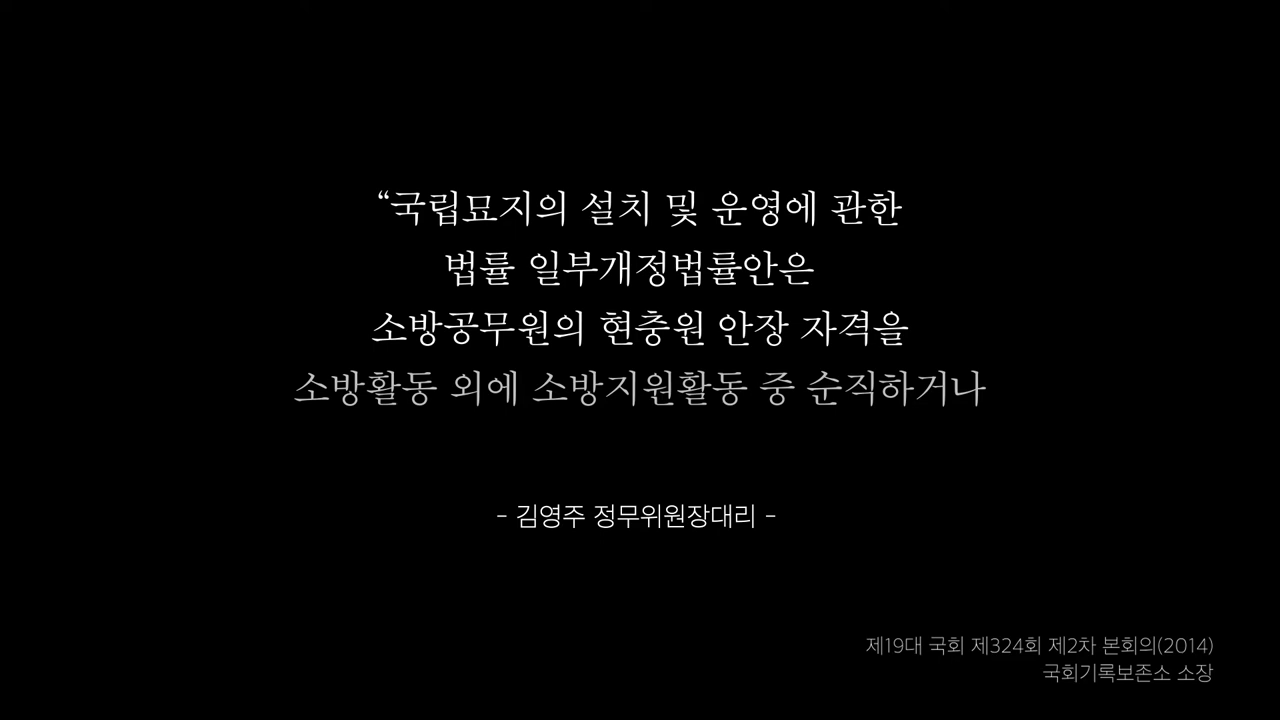 “국립묘지의 설치 및 운영에 관한
법률 일부개정법률안은
소방공무원의 현충원 안장 자격을
소방활동 외에 소방지원활동 중 순직하거나
- 김영주 정무위원장대리 -
제19대 국회 제324회 제2차 본회의(2014)
국회기록보존소 소장